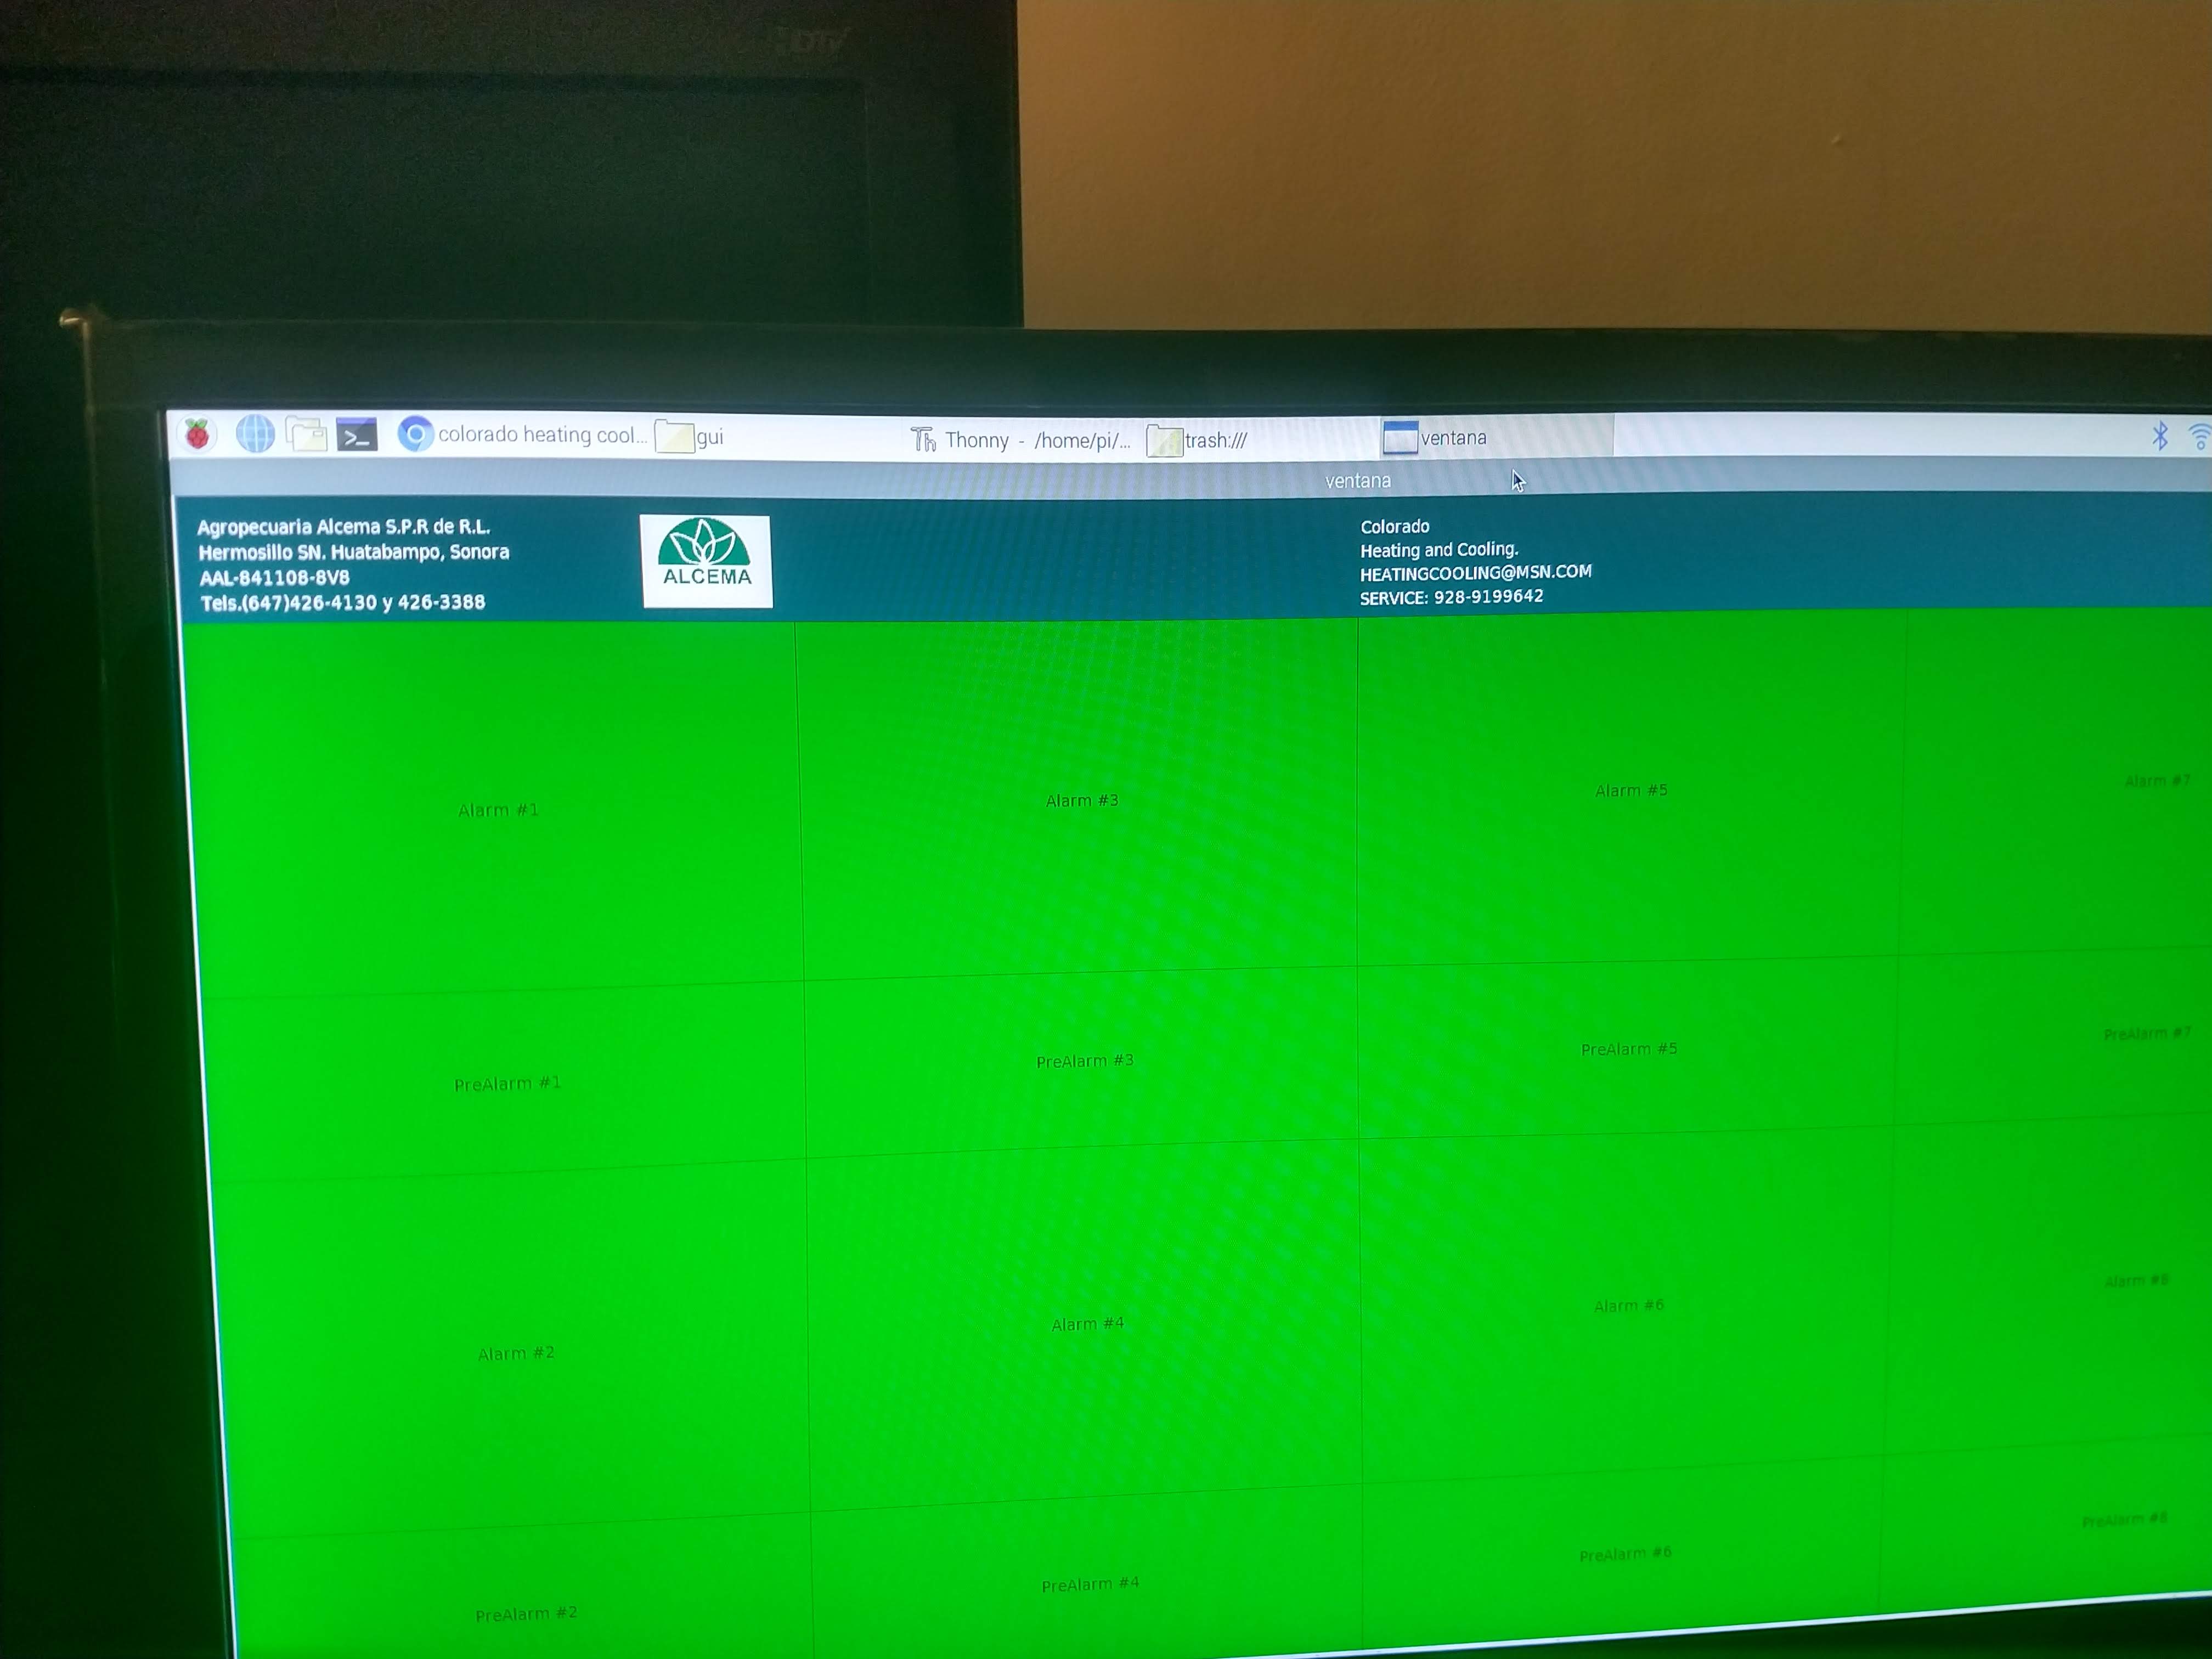 HDTV
colorado heating cool...
gui
Thonny - /home/pi/...
trash:///
ventana
ventana
Agropecuaria Alcema S.P.R de R.L.
Hermosillo SN. Huatabampo, Sonora
AAL-841108-8V8
Tels.(647)426-4130 y 426-3388
ALCEMA
Colorado
Heating and Cooling.
HEATINGCOOLING@MSN.COM
SERVICE: 928-9199642
Alarm #1
Alarm #3
Alarm #5
Alarm #7
PreAlarm #1
PreAlarm #3
PreAlarm #5
PreAlarm #7
Alarm #2
Alarm #4
Alarm #6
Alarm #8
PreAlarm #2
PreAlarm #4
PreAlarm #6
PreAlarm #8